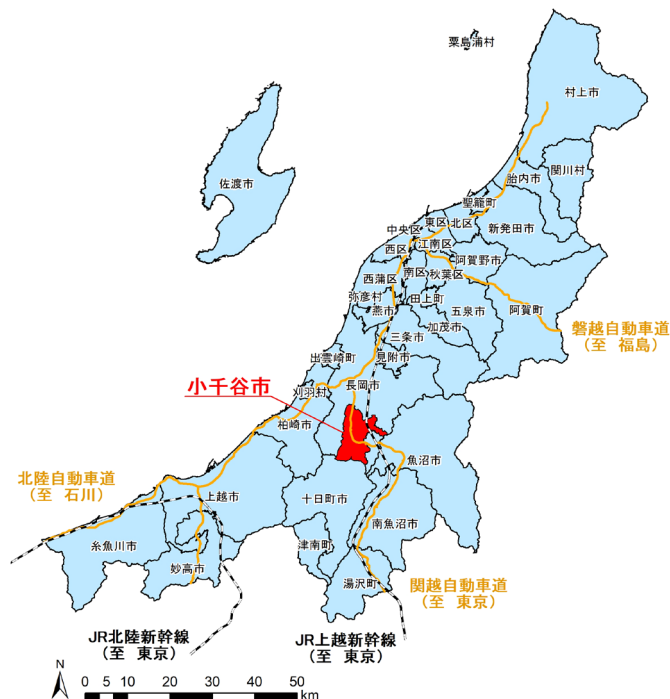 粟島浦村
村上市
関川村
胎内市
佐渡市
聖籠町
新発田市
東区
北区
中央区
江南区
西区
阿賀野市
南区
秋葉区
西蒲区
弥彦村
田上町
燕市
五泉市
阿賀町
加茂市
三条市
磐越自動車道
(至 福島)
見附市
出雲崎町
長岡市
小千谷市
刈羽村
柏崎市
魚沼市
北陸自動車道
(至 石川)
上越市
十日町市
南魚沼市
糸魚川市
津南町
妙高市
湯沢町
関越自動車道
(至 東京)
JR北陸新幹線
(至 東京)
JR上越新幹線
(至 東京)
N
0 5 10 20 30 40 50
km